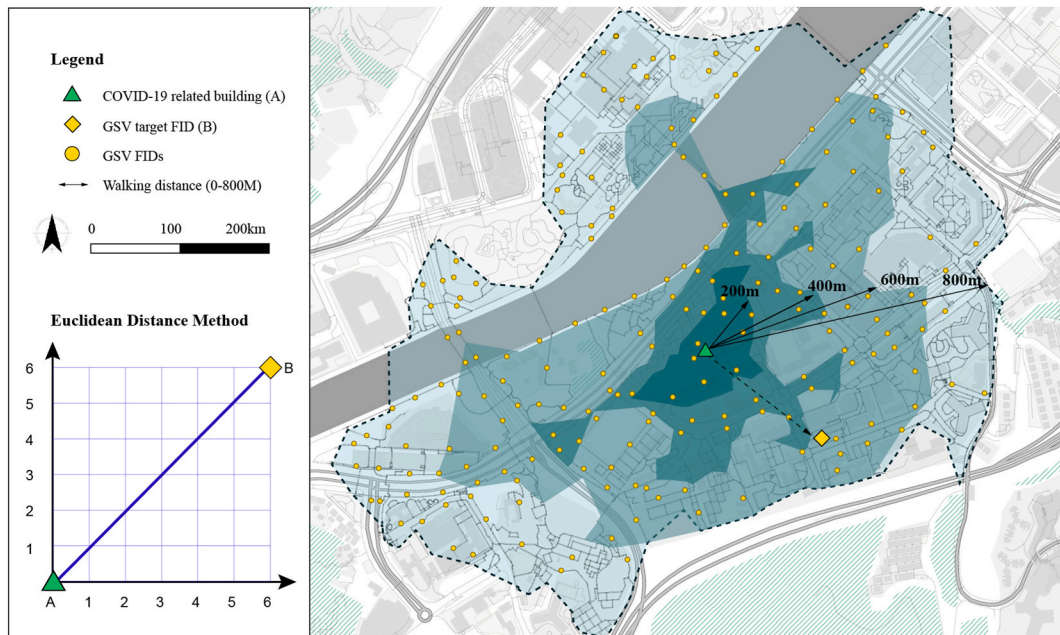 Legend
COVID-19 related building (A)
GSV target FID (B)
GSV FIDs
Walking distance (0-800M)
0 100 200km
Euclidean Distance Method
6 B
5
4
3
2
1
A 1 2 3 4 5 6
200m
400m
600m
800m